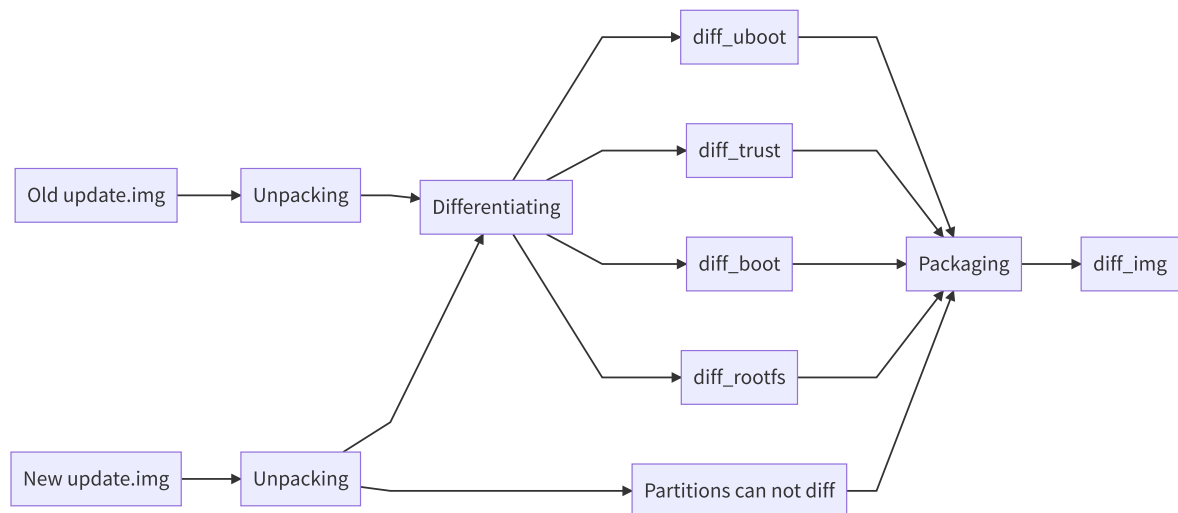 Old update.img
Unpacking
Differentiating
diff_uboot
diff_trust
diff_boot
diff_rootfs
Packaging
diff_img
New update.img
Unpacking
Partitions can not diff